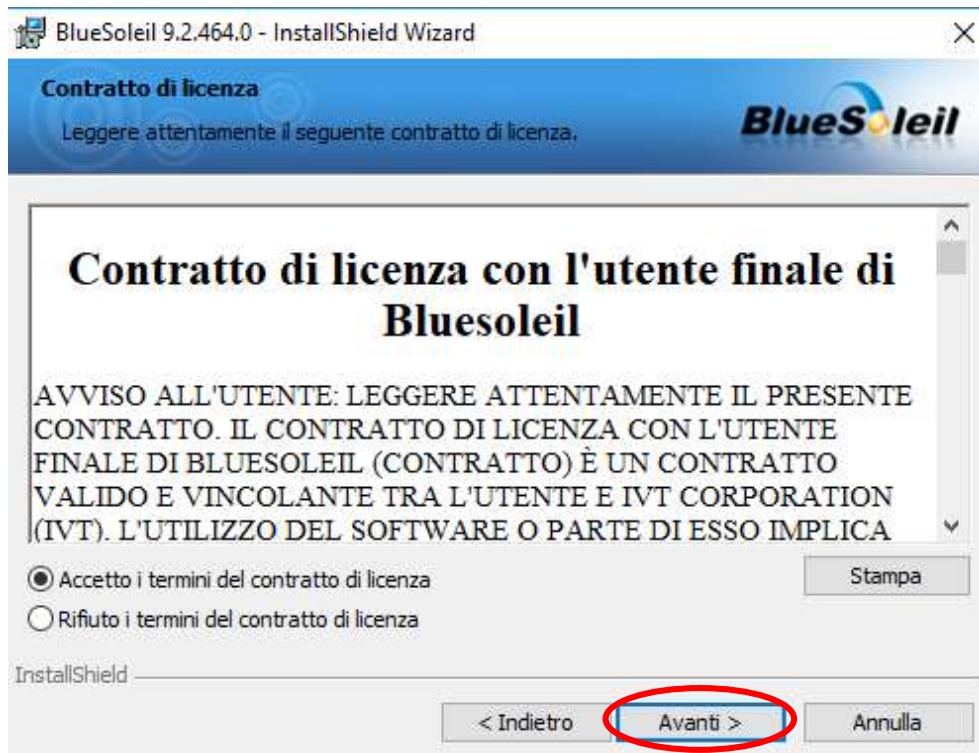 BlueSoleil 9.2.464.0 - InstallShield Wizard
Contratto di licenza
Leggere attentamente il seguente contratto di licenza.
BlueSoleil
Contratto di licenza con l'utente finale di
Bluesoleil
AVVISO ALL'UTENTE: LEGGERE ATTENTAMENTE IL PRESENTE
CONTRATTO. IL CONTRATTO DI LICENZA CON L'UTENTE
FINALE DI BLUESOLEIL (CONTRATTO) È UN CONTRATTO
VALIDO E VINCOLANTE TRA L'UTENTE E IVT CORPORATION
(IVT). L'UTILIZZO DEL SOFTWARE O PARTE DI ESSO IMPLICA
Accetto i termini del contratto di licenza
Stampa
Rifiuto i termini del contratto di licenza
InstallShield
< Indietro
Avanti >
Annulla